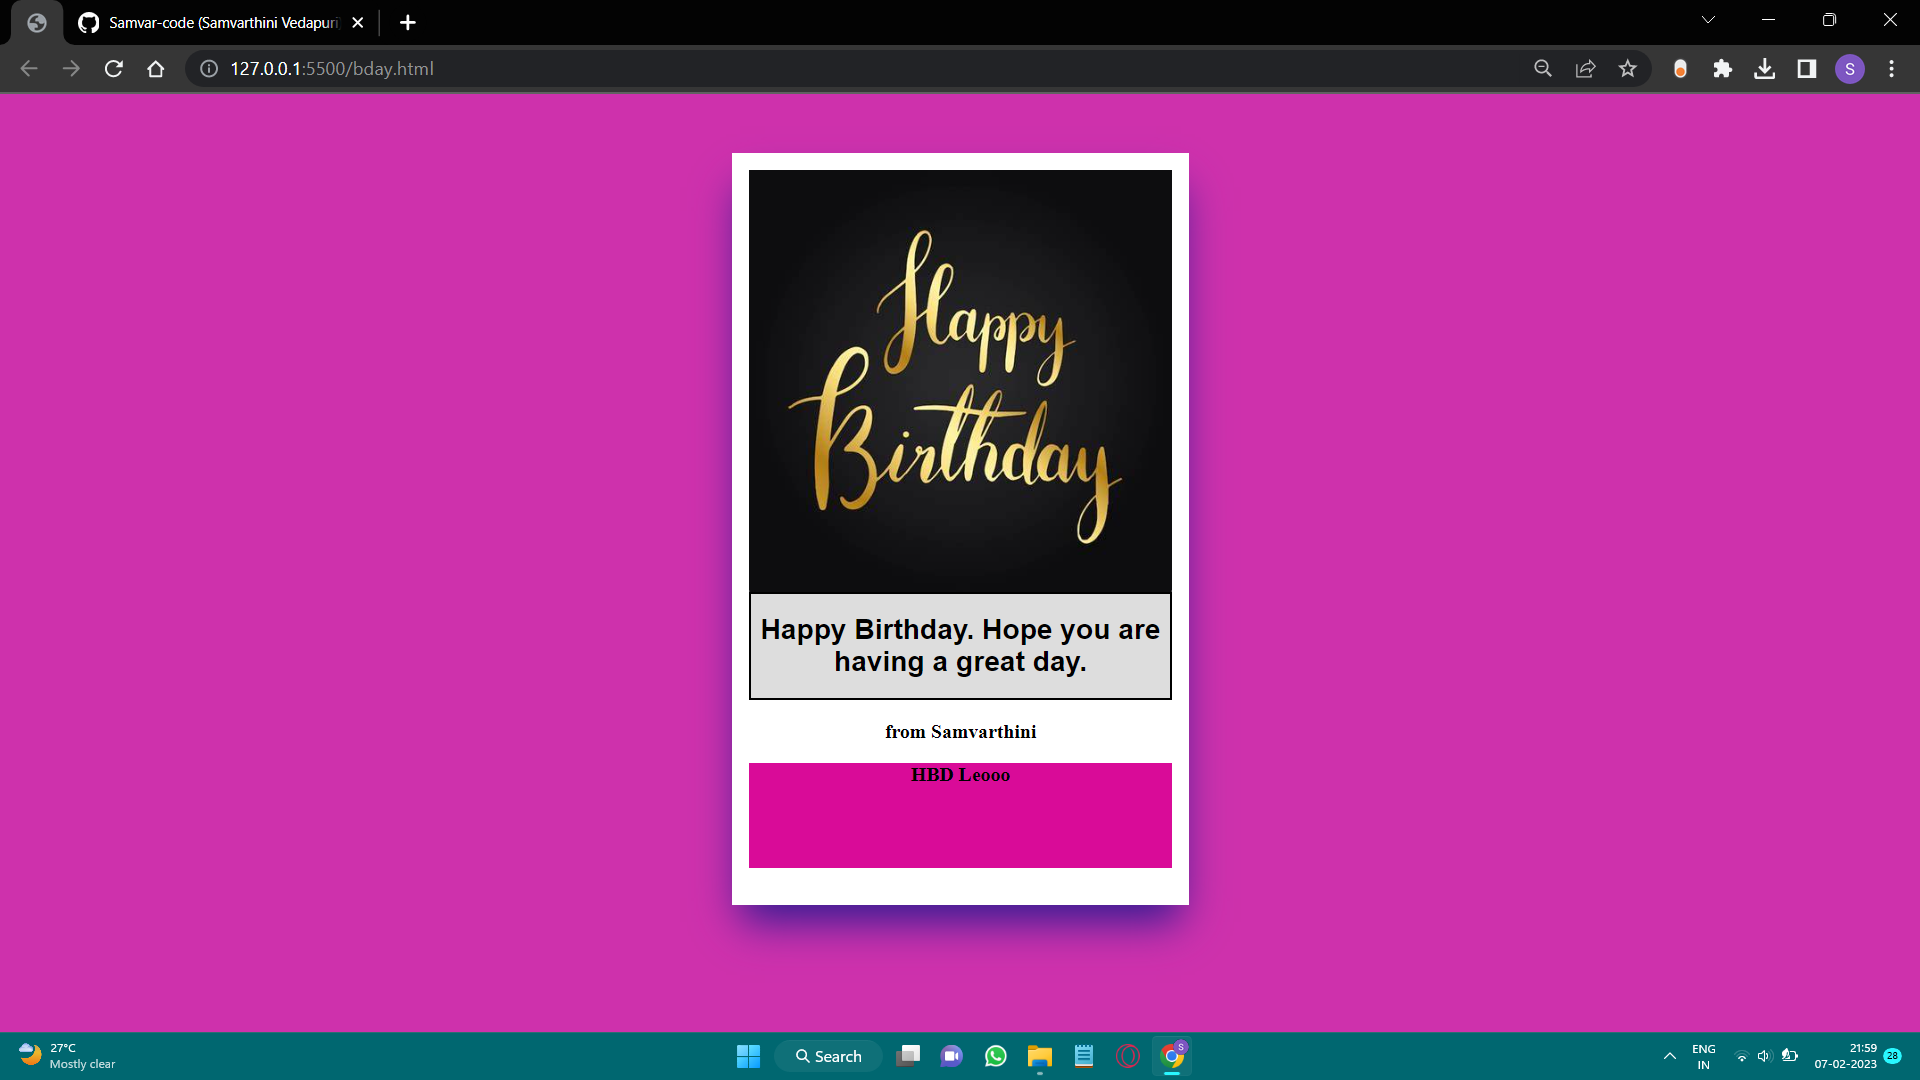 Samvar-code (Samvarthini Vedapuri
127.0.0.1:5500/bday.html
S
Happy
Birthday
Happy Birthday. Hope you are
having a great day.
from Samvarthini
HBD Leooo
27°C
Mostly clear
Search
S
ENG
IN
21:59
07-02-2023
28